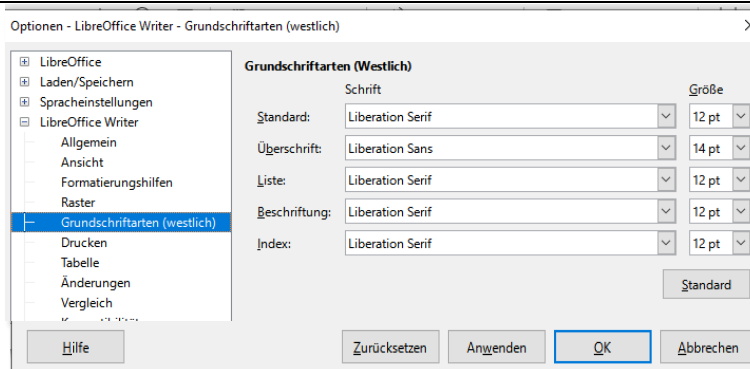 Optionen - LibreOffice Writer - Grundschriftarten (westlich)
LibreOffice
Laden/Speichern
Spracheinstellungen
LibreOffice Writer
Allgemein
Ansicht
Formatierungshilfen
Raster
Grundschriftarten (westlich)
Drucken
Tabelle
Änderungen
Vergleich
Grundschriftarten (Westlich)
Schrift Größe
Standard: Liberation Serif 12 pt
Überschrift: Liberation Sans 14 pt
Liste: Liberation Serif 12 pt
Beschriftung: Liberation Serif 12 pt
Index: Liberation Serif 12 pt
Standard
Hilfe Zurücksetzen Anwenden OK Abbrechen